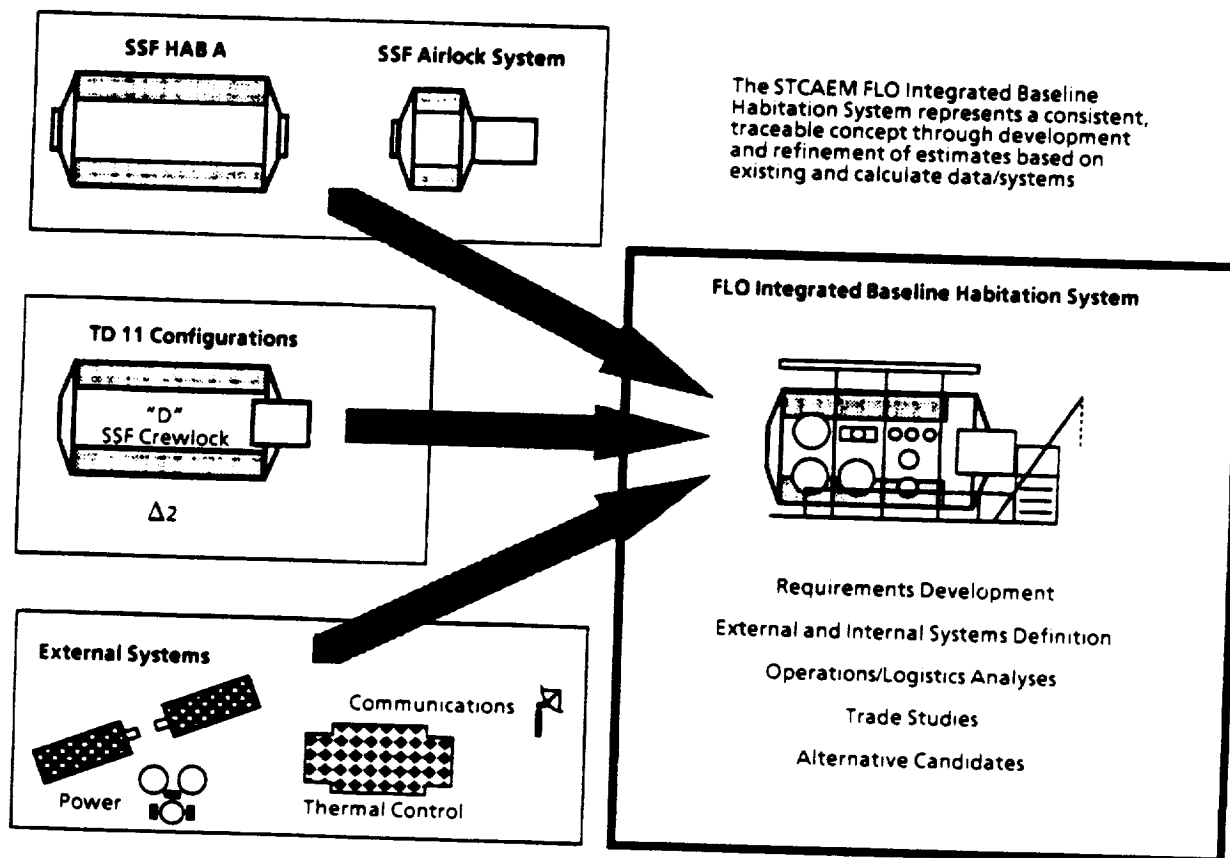 SSF HAB A
SSF Airlock System
The STCAEM FLO Integrated Baseline
Habitation System represents a consistent,
traceable concept through development
and refinement of estimates based on
existing and calculate data/systems
TD 11 Configurations
"D"
SSF Crewlock
Δ2
External Systems
Communications
Power
Thermal Control
FLO Integrated Baseline Habitation System
Requirements Development
External and Internal Systems Definition
Operations/Logistics Analyses
Trade Studies
Alternative Candidates